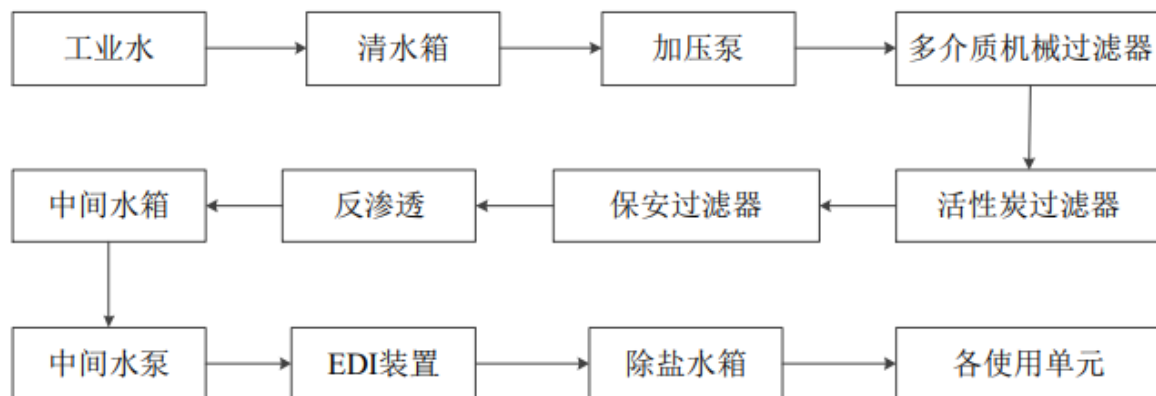 工业水
清水箱
加压泵
多介质机械过滤器
活性炭过滤器
保安过滤器
反渗透
中间水箱
中间水泵
EDI装置
除盐水箱
各使用单元